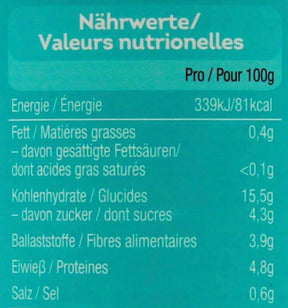 Nährwerte/
Valeurs nutrionelles
Pro / Pour 100g
Energie / Énergie 339kJ/81kcal
Fett / Matiéres grasses 0,4g
– davon gesättigte Fettsäuren/
dont acides gras saturés <0,1g
Kohlenhydrate / Glucides 15,5g
– davon zucker / dont sucres 4,3g
Ballaststoffe / Fibres alimentaires 3,9g
Eiweiß / Proteines 4,8g
Salz / Sel 0,6g